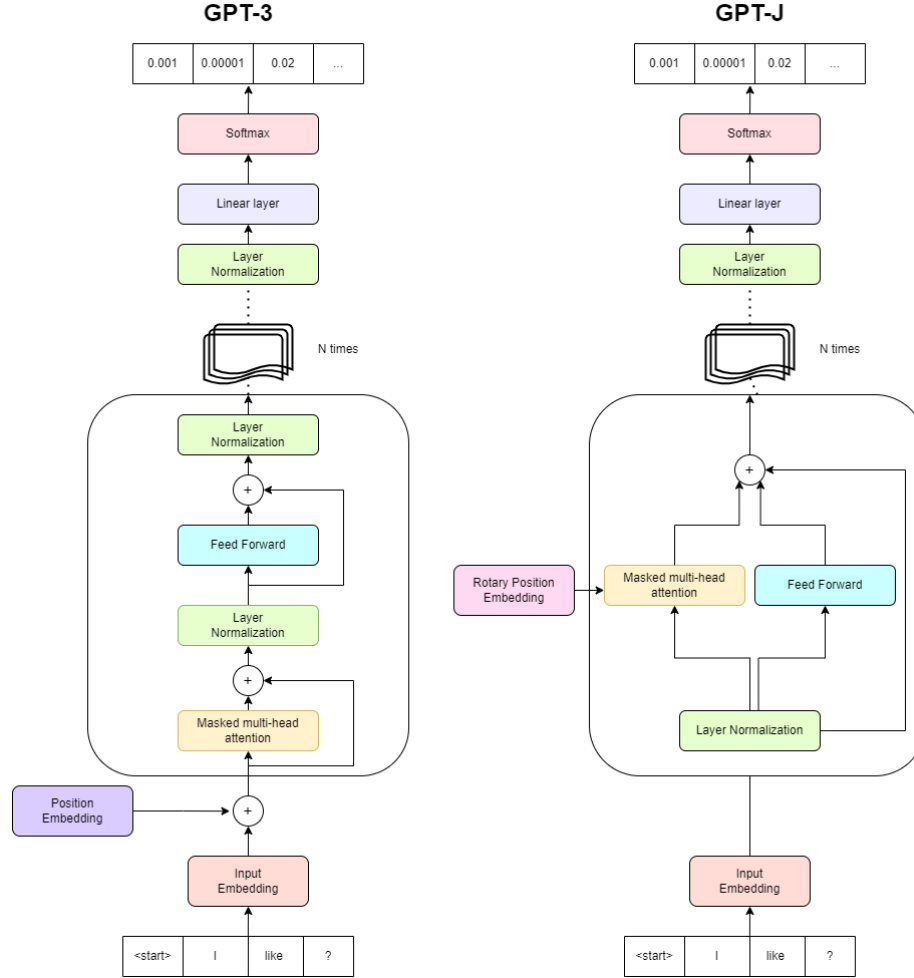 GPT-3
0.001 0.00001 0.02 ...
Softmax
Linear layer
Layer
Normalization
N times
Layer
Normalization
Feed Forward
Layer
Normalization
Masked multi-head
attention
Position
Embedding
+
+
+
Input
Embedding
<start> I like ?
GPT-J
0.001 0.00001 0.02 ...
Softmax
Linear layer
Layer
Normalization
N times
+
Rotary Position
Embedding
Masked multi-head
attention
Feed Forward
Layer Normalization
Input
Embedding
<start> I like ?